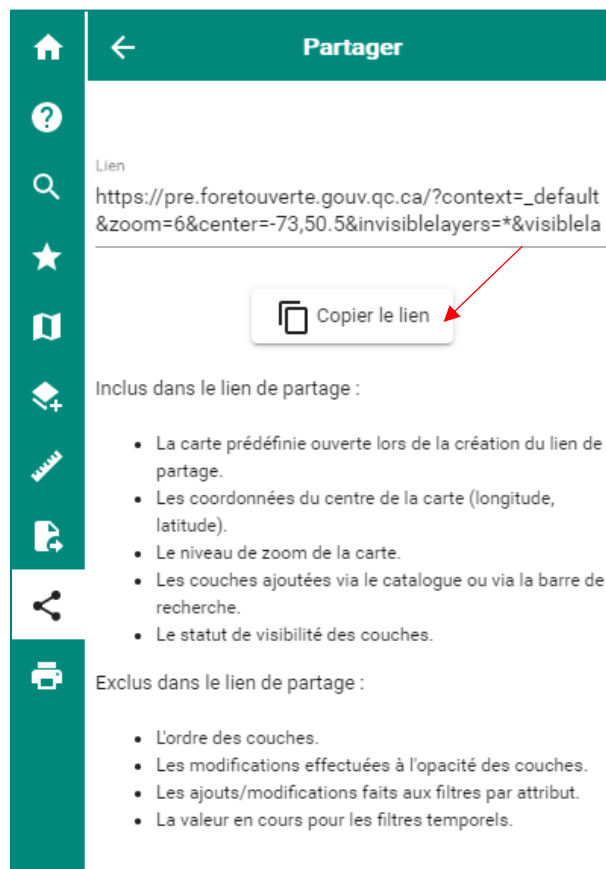 Partager
Lien
https://pre.foretouverte.gouv.qc.ca/?context=_default
&zoom=6&center=-73,50.5&invisiblelayers=*&visiblela
Copier le lien
Inclus dans le lien de partage :
• La carte prédéfinie ouverte lors de la création du lien de
partage.
• Les coordonnées du centre de la carte (longitude,
latitude).
• Le niveau de zoom de la carte.
• Les couches ajoutées via le catalogue ou via la barre de
recherche.
• Le statut de visibilité des couches.
Exclus dans le lien de partage :
• L'ordre des couches.
• Les modifications effectuées à l'opacité des couches.
• Les ajouts/modifications faits aux filtres par attribut.
• La valeur en cours pour les filtres temporels.